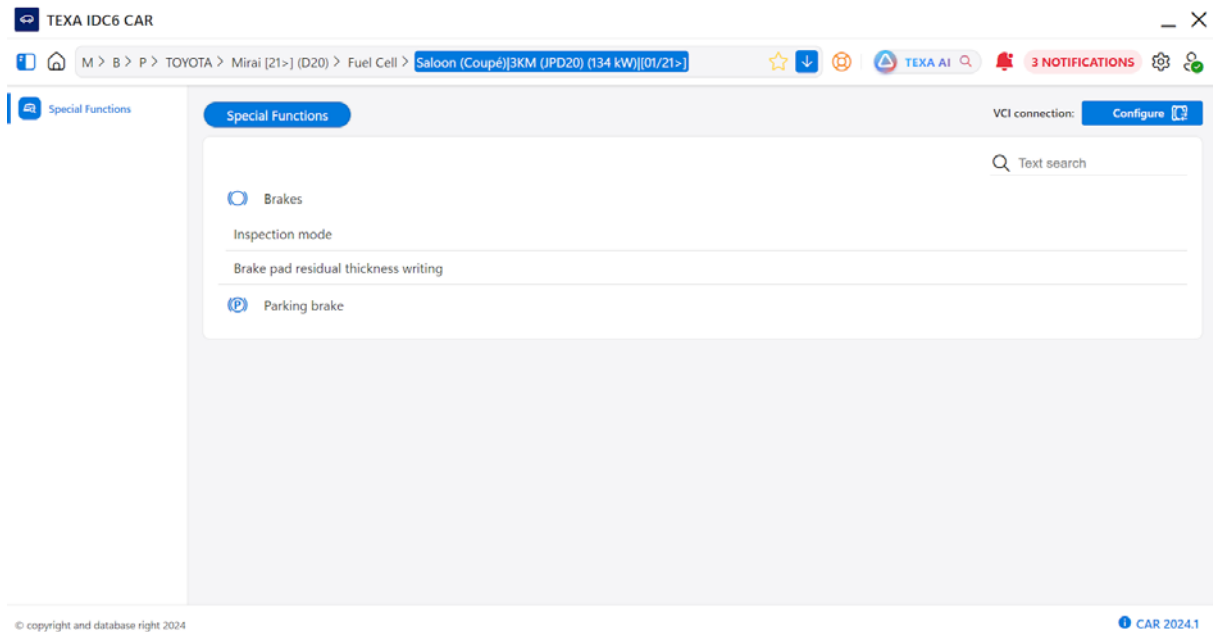 TEXA IDC6 CAR
M > B > P > TOYOTA > Mirai [21>] (D20) > Fuel Cell > Saloon (Coupé)|3KM (JPD20) (134 kW)|[01/21>] TEXA AI 3 NOTIFICATIONS
Special Functions
Special Functions
VCI connection: Configure
Text search
Brakes
Inspection mode
Brake pad residual thickness writing
(P) Parking brake
© copyright and database right 2024
CAR 2024.1